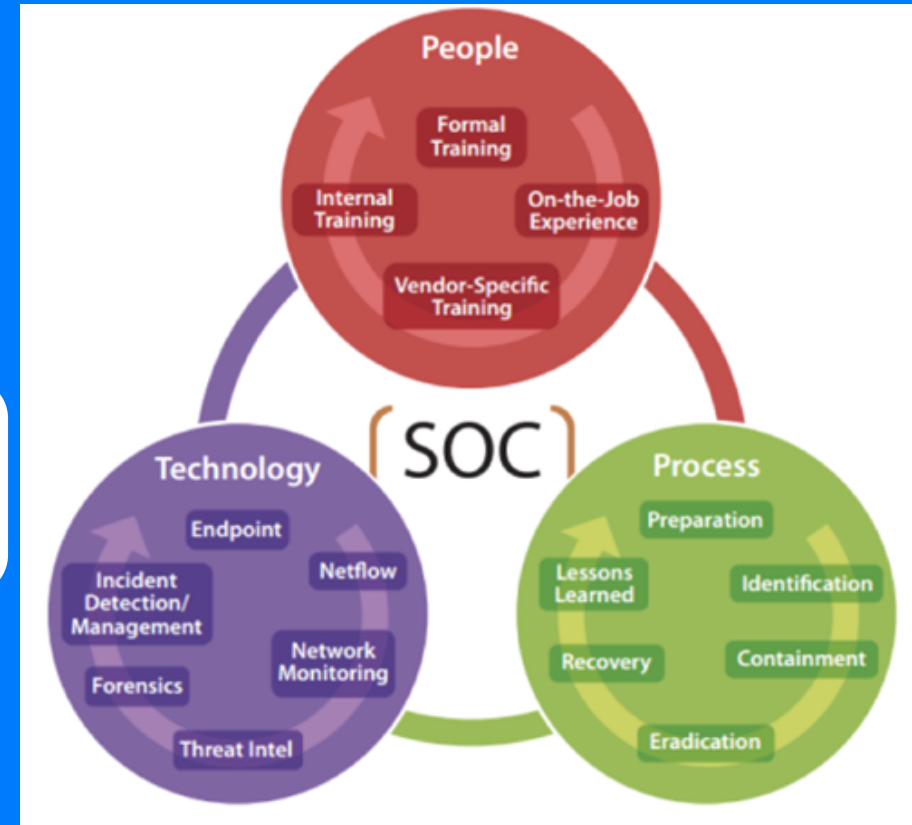 People
Formal
Training
Internal
Training
On-the-Job
Experience
Vendor-Specific
Training
SOC
Technology
Endpoint
Netflow
Incident
Detection/
Management
Network
Monitoring
Forensics
Threat Intel
Process
Preparation
Lessons
Learned
Identification
Recovery
Containment
Eradication